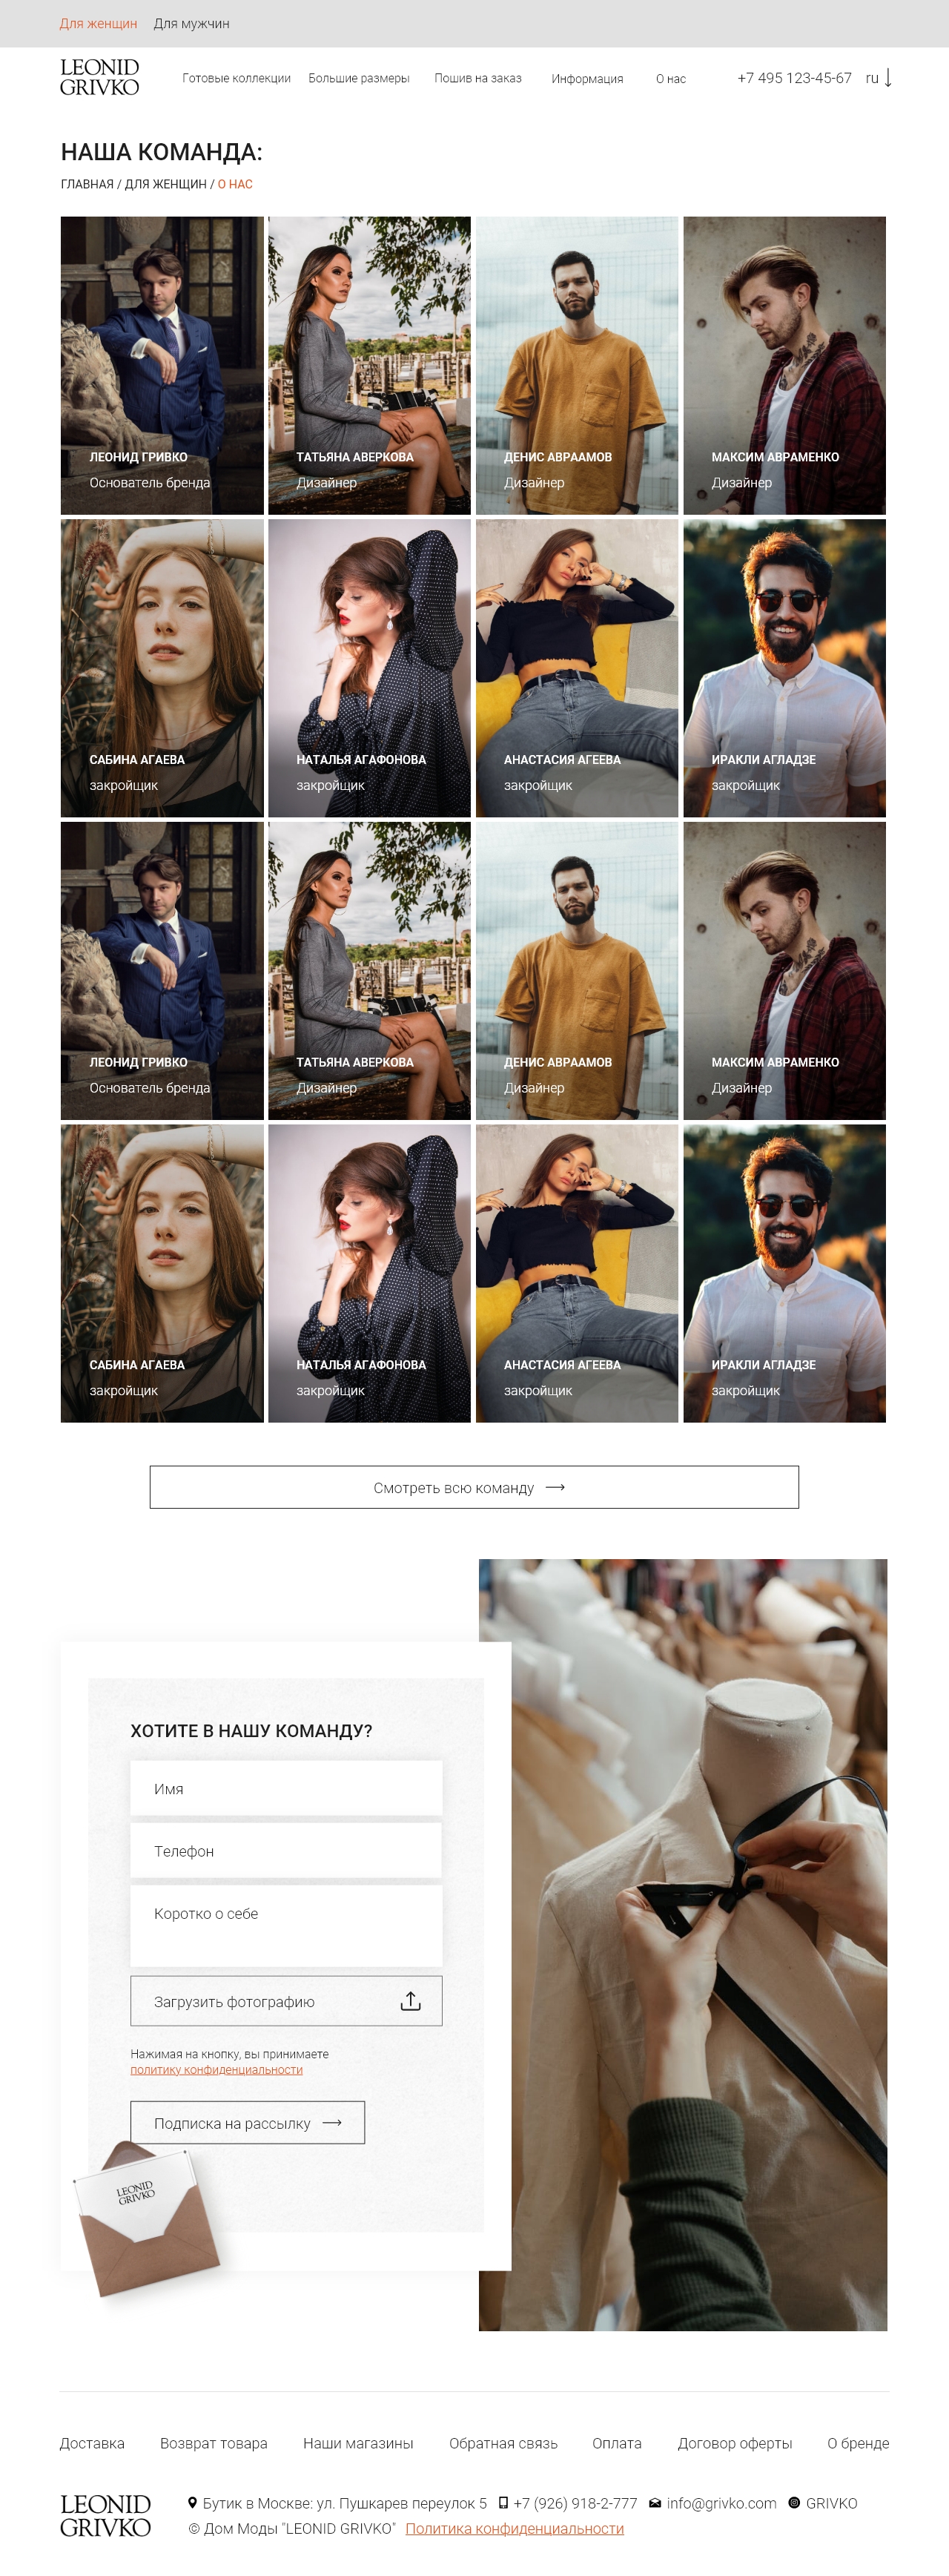 Для женщин Для мужчин
LEONID
GRIVKO
Готовые коллекции Большие размеры Пошив на заказ Информация О нас +7 495 123-45-67 ru
НАША КОМАНДА:
ГЛАВНАЯ / ДЛЯ ЖЕНЩИН / О НАС
ЛЕОНИД ГРИВКО
Основатель бренда
ТАТЬЯНА АВЕРКОВА
Дизайнер
ДЕНИС АВРААМОВ
Дизайнер
МАКСИМ АВРАМЕНКО
Дизайнер
САБИНА АГАЕВА
закройщик
НАТАЛЬЯ АГАФОНОВА
закройщик
АНАСТАСИЯ АГЕЕВА
закройщик
ИРАКЛИ АГЛАДЗЕ
закройщик
ЛЕОНИД ГРИВКО
Основатель бренда
ТАТЬЯНА АВЕРКОВА
Дизайнер
ДЕНИС АВРААМОВ
Дизайнер
МАКСИМ АВРАМЕНКО
Дизайнер
САБИНА АГАЕВА
закройщик
НАТАЛЬЯ АГАФОНОВА
закройщик
АНАСТАСИЯ АГЕЕВА
закройщик
ИРАКЛИ АГЛАДЗЕ
закройщик
Смотреть всю команду
ХОТИТЕ В НАШУ КОМАНДУ?
Имя
Телефон
Коротко о себе
Загрузить фотографию
Нажимая на кнопку, вы принимаете
политику конфиденциальности
Подписка на рассылку
LEONID
GRIVKO
Доставка Возврат товара Наши магазины Обратная связь Оплата Договор оферты О бренде
LEONID
GRIVKO
Бутик в Москве: ул. Пушкарев переулок 5 +7 (926) 918-2-777 info@grivko.com GRIVKO
© Дом Моды "LEONID GRIVKO" Политика конфиденциальности